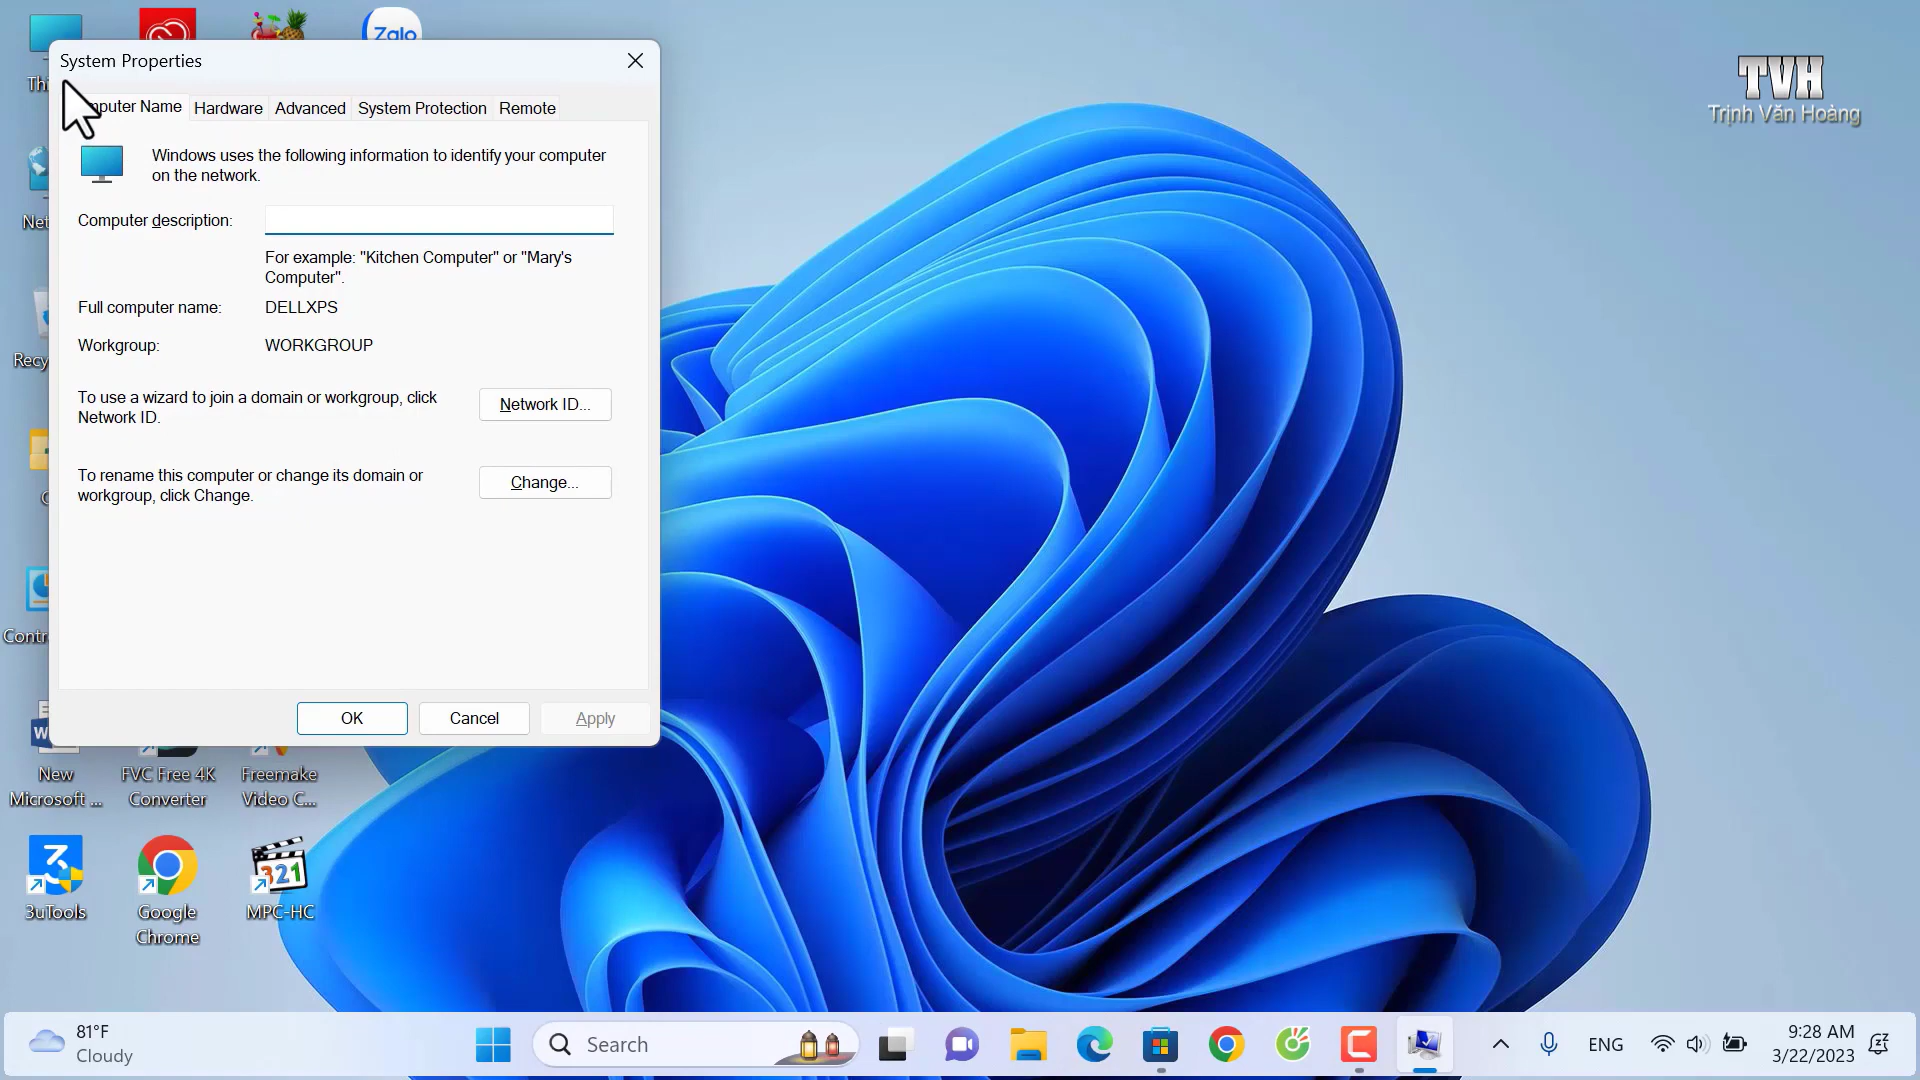 Zalo
System Properties
TVH
Trịnh Văn Hoàng
Computer Name
Hardware
Advanced
System Protection
Remote
Windows uses the following information to identify your computer
on the network.
Computer description:
For example: "Kitchen Computer" or "Mary's
Computer".
Full computer name:
DELLXPS
Workgroup:
WORKGROUP
To use a wizard to join a domain or workgroup, click
Network ID.
Network ID...
To rename this computer or change its domain or
workgroup, click Change.
Change...
OK
Cancel
Apply
New
Microsoft ...
FVC Free 4K
Converter
Freemake
Video C...
321
3uTools
Google
Chrome
MPC-HC
81°F
Cloudy
Search
ENG
9:28 AM
3/22/2023